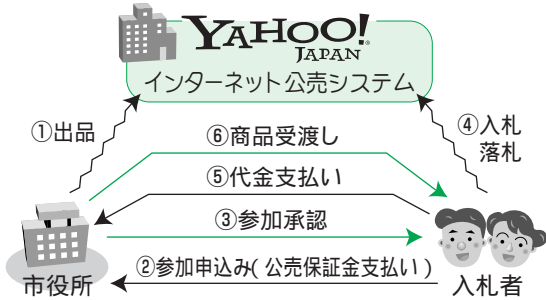 YAHOO!
JAPAN
インターネット公売システム
①出品
④入札
落札
⑥商品受渡し
⑤代金支払い
③参加承認
②参加申込み(公売保証金支払い)
市役所
入札者